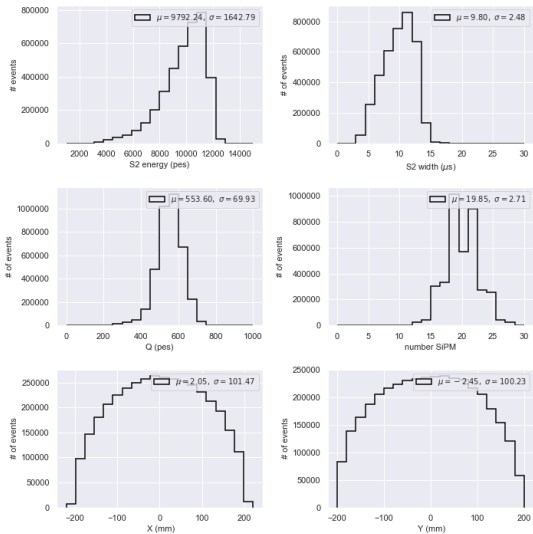 μ = 9792.24, σ = 1642.79
800000
600000
400000
200000
0
# of events
2000 4000 6000 8000 10000 12000 14000
S2 energy (pes)
μ = 9.80, σ = 2.48
800000
600000
400000
200000
0
# of events
0 5 10 15 20 25 30
S2 width (μs)
μ = 553.60, σ = 69.93
1000000
800000
600000
400000
200000
0
# of events
0 200 400 600 800 1000
Q (pes)
μ = 19.85, σ = 2.71
1000000
800000
600000
400000
200000
0
# of events
0 5 10 15 20 25 30
number SiPM
μ = 2.05, σ = 101.47
250000
200000
150000
100000
50000
0
# of events
−200 −100 0 100 200
X (mm)
μ = −2.45, σ = 100.23
250000
200000
150000
100000
50000
0
# of events
−200 −100 0 100 200
Y (mm)